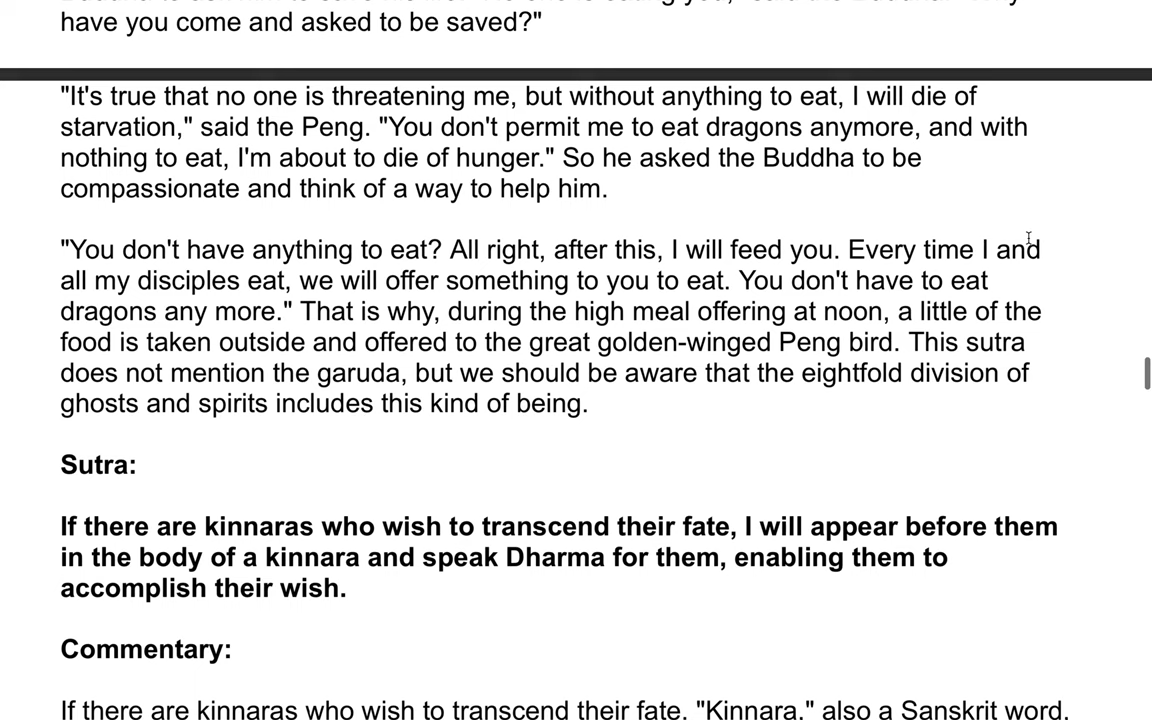 have you come and asked to be saved?"
"It's true that no one is threatening me, but without anything to eat, I will die of
starvation," said the Peng. "You don't permit me to eat dragons anymore, and with
nothing to eat, I'm about to die of hunger." So he asked the Buddha to be
compassionate and think of a way to help him.
"You don't have anything to eat? All right, after this, I will feed you. Every time I and
all my disciples eat, we will offer something to you to eat. You don't have to eat
dragons any more." That is why, during the high meal offering at noon, a little of the
food is taken outside and offered to the great golden-winged Peng bird. This sutra
does not mention the garuda, but we should be aware that the eightfold division of
ghosts and spirits includes this kind of being.
Sutra:
If there are kinnaras who wish to transcend their fate, I will appear before them
in the body of a kinnara and speak Dharma for them, enabling them to
accomplish their wish.
Commentary:
If there are kinnaras who wish to transcend their fate. "Kinnara," also a Sanskrit word,